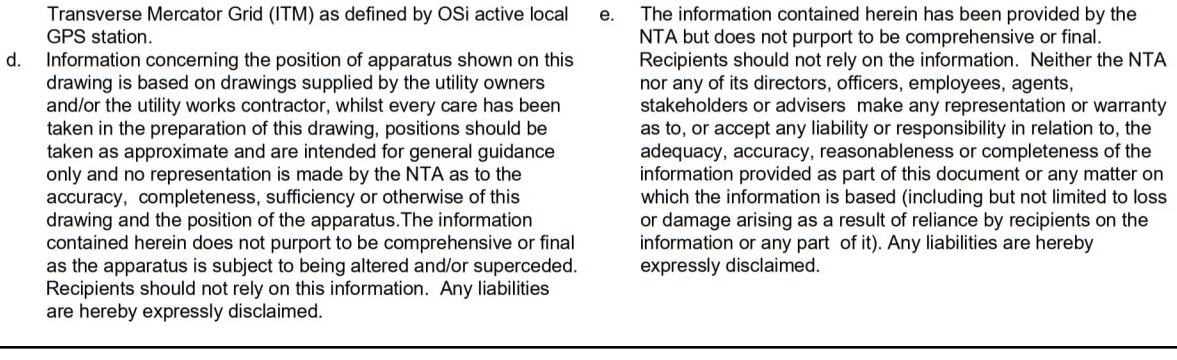 Transverse Mercator Grid (ITM) as defined by OSi active local
GPS station.
d. Information concerning the position of apparatus shown on this
drawing is based on drawings supplied by the utility owners
and/or the utility works contractor, whilst every care has been
taken in the preparation of this drawing, positions should be
taken as approximate and are intended for general guidance
only and no representation is made by the NTA as to the
accuracy, completeness, sufficiency or otherwise of this
drawing and the position of the apparatus.The information
contained herein does not purport to be comprehensive or final
as the apparatus is subject to being altered and/or superceded.
Recipients should not rely on this information. Any liabilities
are hereby expressly disclaimed.
e. The information contained herein has been provided by the
NTA but does not purport to be comprehensive or final.
Recipients should not rely on the information. Neither the NTA
nor any of its directors, officers, employees, agents,
stakeholders or advisers make any representation or warranty
as to, or accept any liability or responsibility in relation to, the
adequacy, accuracy, reasonableness or completeness of the
information provided as part of this document or any matter on
which the information is based (including but not limited to loss
or damage arising as a result of reliance by recipients on the
information or any part of it). Any liabilities are hereby
expressly disclaimed.